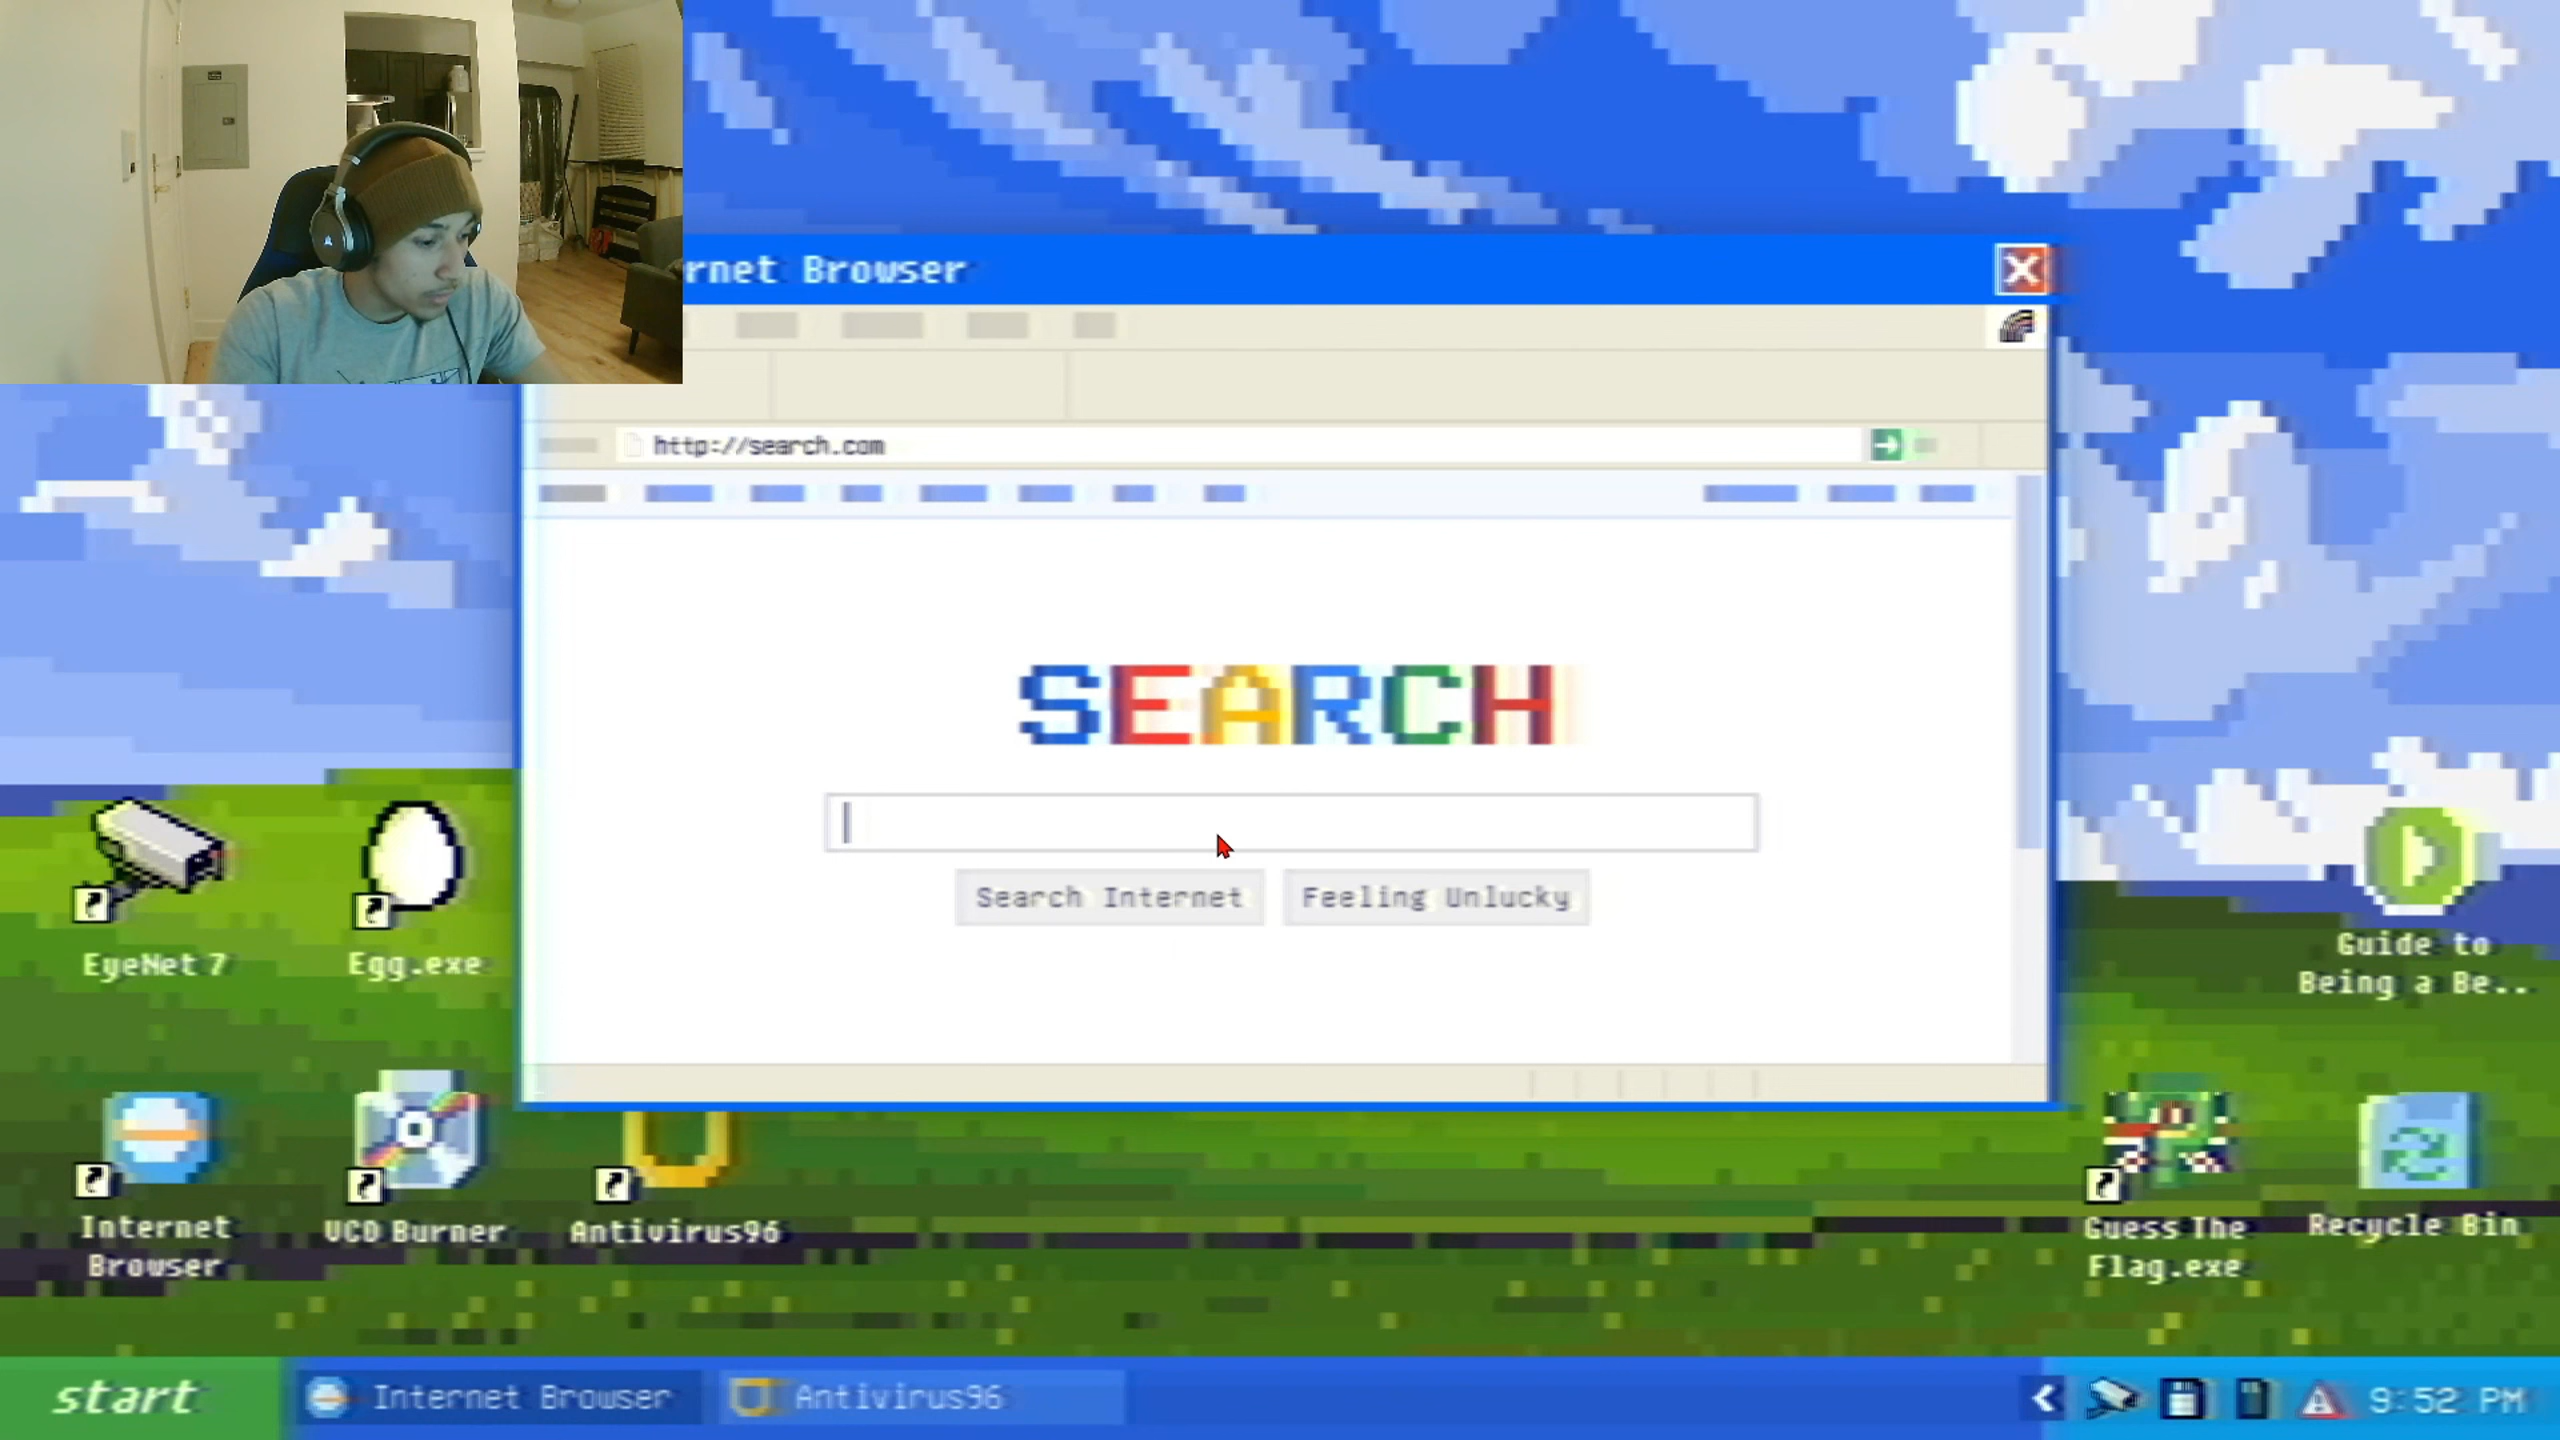 rnet Browser
http://search.com
SEARCH
Search Internet
Feeling Unlucky
EyeNet 7
Egg.exe
Guide to
Being a Be..
Internet
Browser
VCD Burner
Antivirus96
Guess The
Flag.exe
Recycle Bin
start
Internet Browser
Antivirus96
9:52 PM